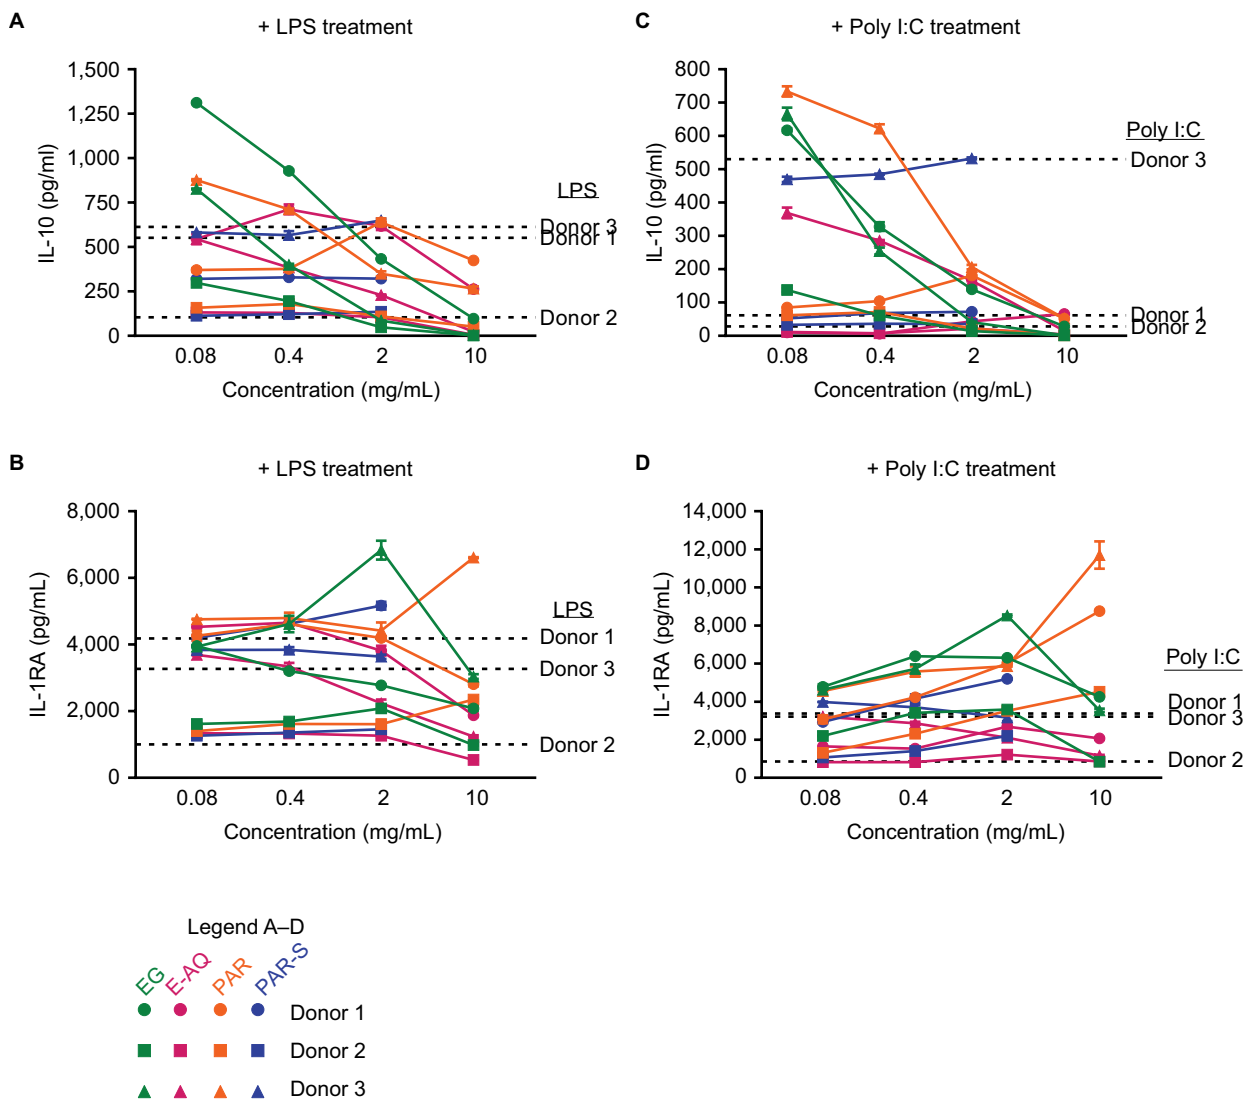 A
+ LPS treatment
IL-10 (pg/ml)
1,500
1,250
1,000
750
500
250
0
0.08
0.4
2
10
Concentration (mg/mL)
LPS
Donor 3
Donor 1
Donor 2
C
+ Poly I:C treatment
IL-10 (pg/ml)
800
700
600
500
400
300
200
100
0
0.08
0.4
2
10
Concentration (mg/mL)
Poly I:C
Donor 3
Donor 1
Donor 2
B
+ LPS treatment
IL-1RA (pg/mL)
8,000
6,000
4,000
2,000
0
0.08
0.4
2
10
Concentration (mg/mL)
LPS
Donor 1
Donor 3
Donor 2
D
+ Poly I:C treatment
IL-1RA (pg/mL)
14,000
12,000
10,000
8,000
6,000
4,000
2,000
0
0.08
0.4
2
10
Concentration (mg/mL)
Poly I:C
Donor 1
Donor 3
Donor 2
Legend A–D
EG
E-AQ
PAR
PAR-S
Donor 1
Donor 2
Donor 3